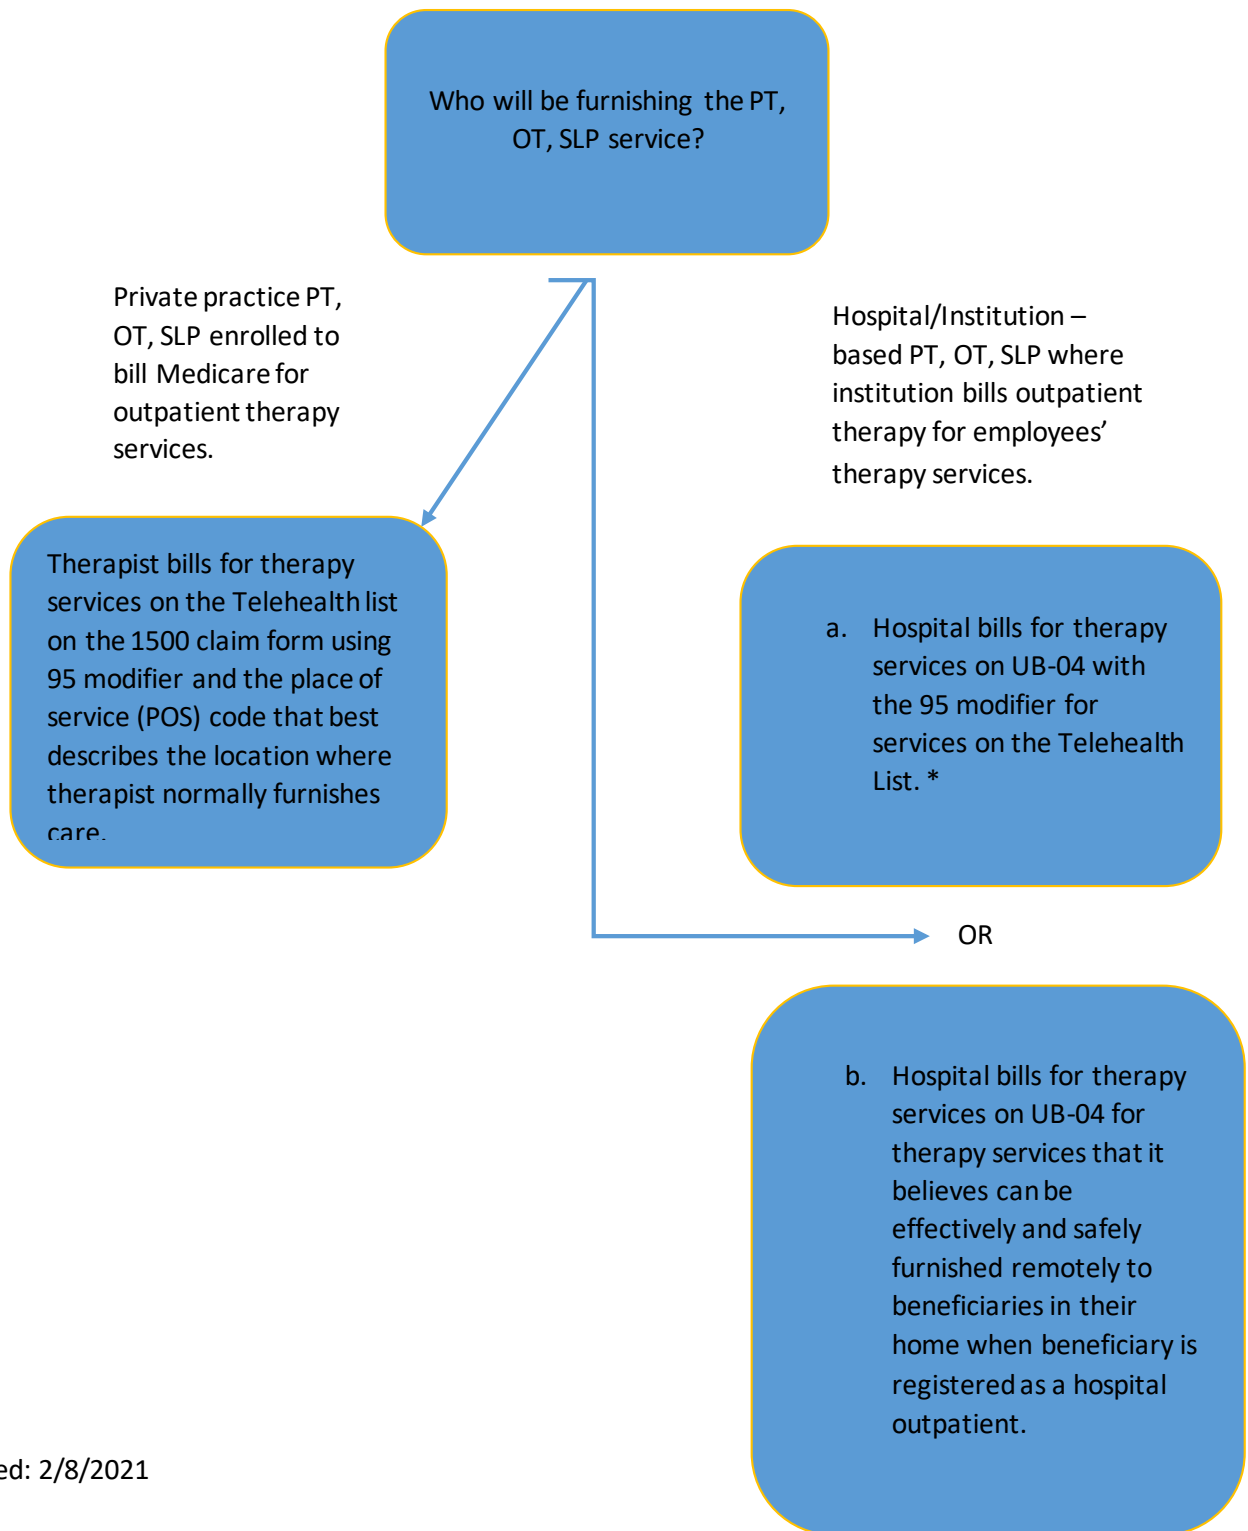 Who will be furnishing the PT,
OT, SLP service?
Private practice PT,
OT, SLP enrolled to
bill Medicare for
outpatient therapy
services.
Hospital/Institution –
based PT, OT, SLP where
institution bills outpatient
therapy for employees’
therapy services.
Therapist bills for therapy
services on the Telehealth list
on the 1500 claim form using
95 modifier and the place of
service (POS) code that best
describes the location where
therapist normally furnishes
care.
a. Hospital bills for therapy
services on UB-04 with
the 95 modifier for
services on the Telehealth
List. *
OR
b. Hospital bills for therapy
services on UB-04 for
therapy services that it
believes can be
effectively and safely
furnished remotely to
beneficiaries in their
home when beneficiary is
registered as a hospital
outpatient.
ed: 2/8/2021